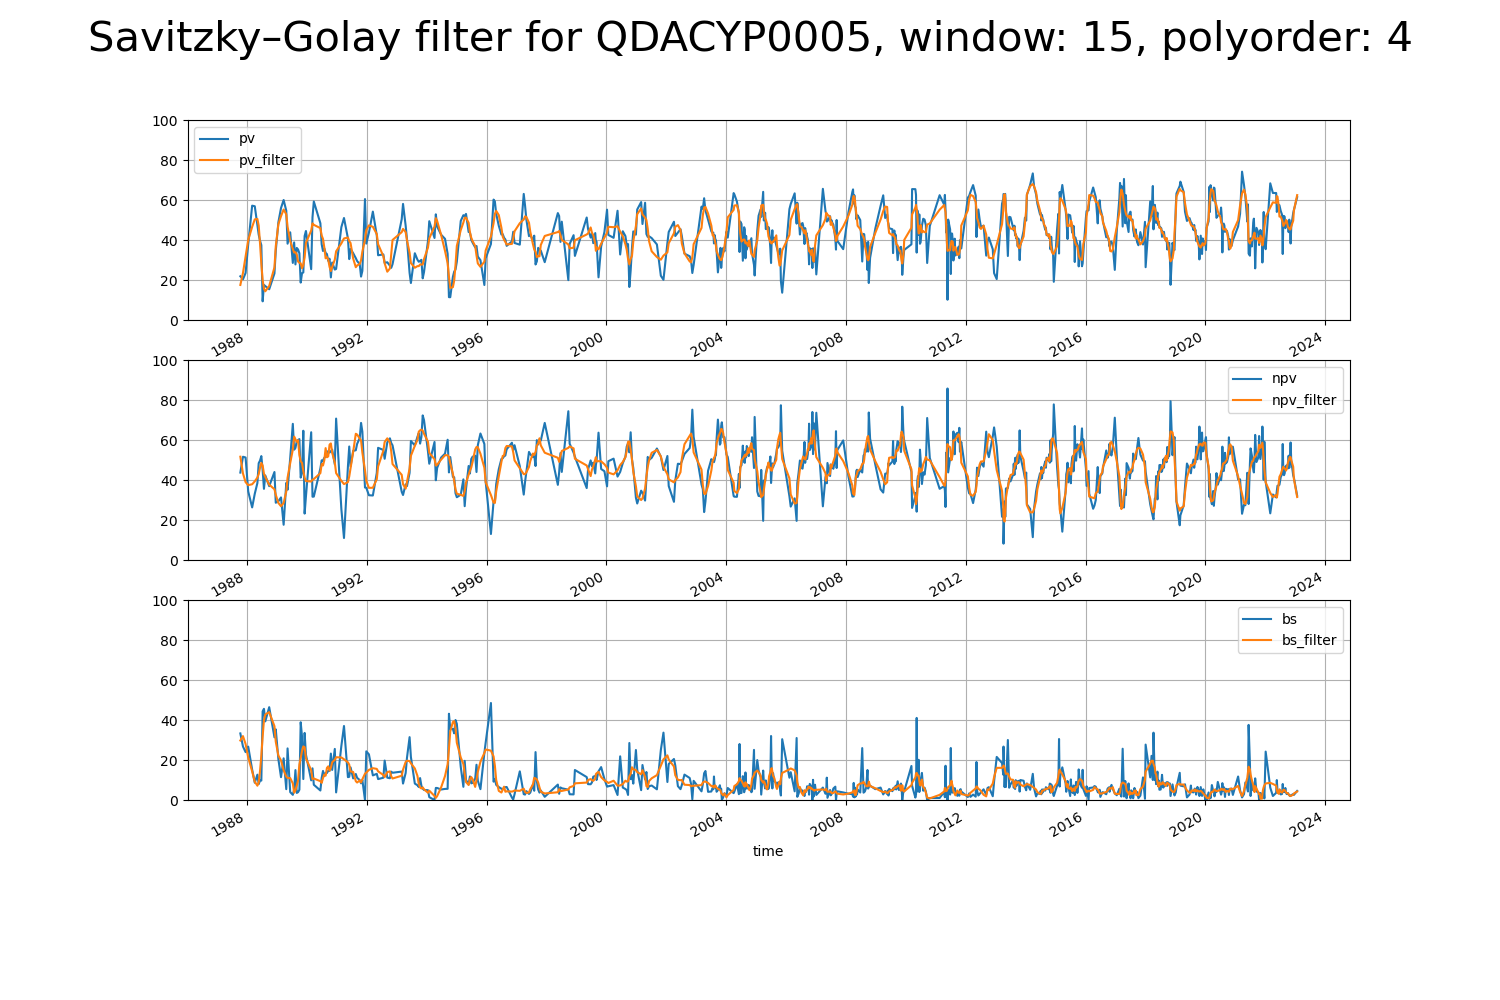 Savitzky–Golay filter for QDACYP0005, window: 15, polyorder: 4
100
80
60
40
20
0
pv
pv_filter
1988 1992 1996 2000 2004 2008 2012 2016 2020 2024
100
80
60
40
20
0
npv
npv_filter
1988 1992 1996 2000 2004 2008 2012 2016 2020 2024
100
80
60
40
20
0
bs
bs_filter
1988 1992 1996 2000 2004 2008 2012 2016 2020 2024
time